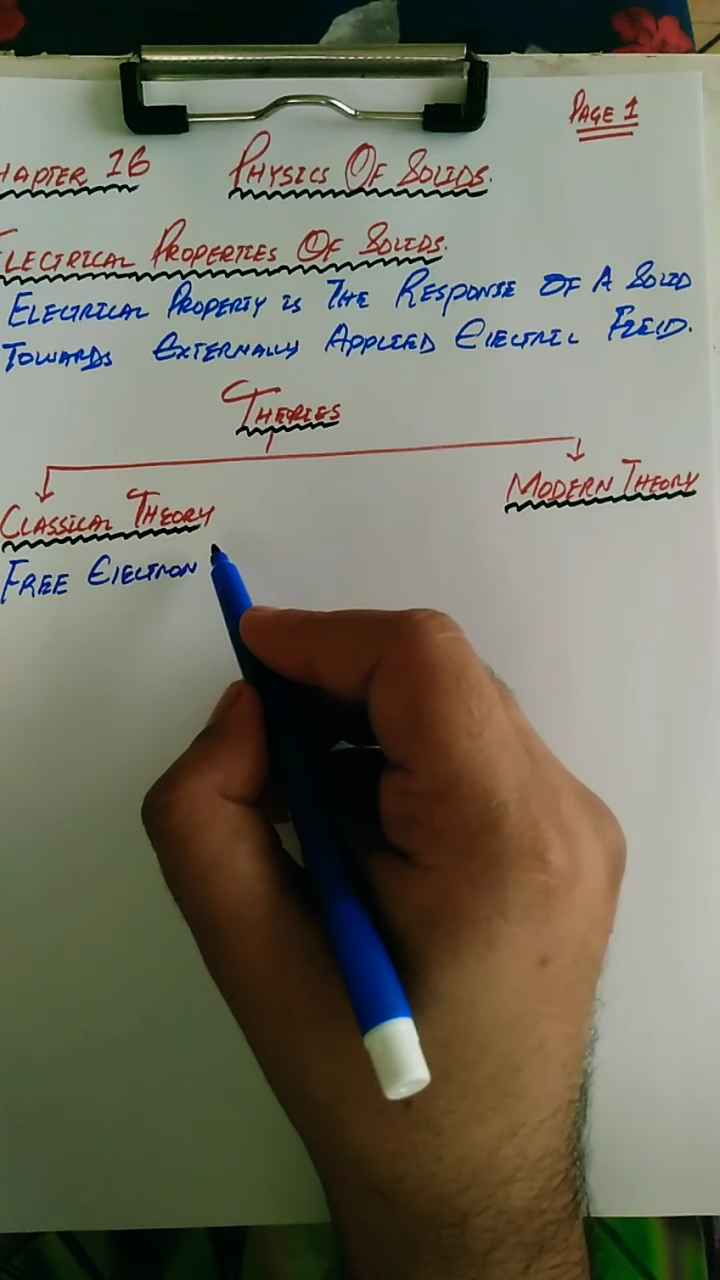 PAGE 1
HAPTER 16 PHYSICS OF SOLIDS.
ELECTRICAL PROPERTIES OF SOLIDS.
ELECTRICAL PROPERTY IS THE RESPONSE OF A SOLID
TOWARDS EXTERNALLY APPLIED ELECTRIC FIELD.
THEORIES
CLASSICAL THEORY MODERN THEORY
FREE ELECTRON